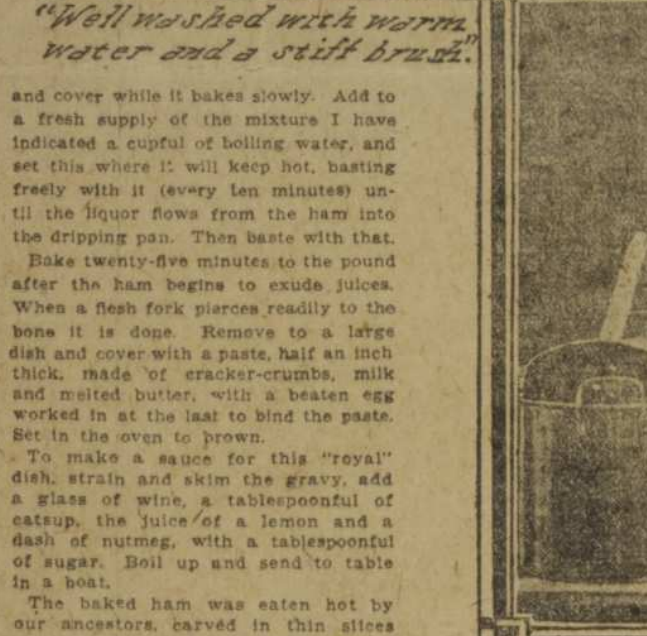 "Well washed with warm
water and a stiff brush."
and cover while it bakes slowly. Add to
a fresh supply of the mixture I have
indicated a cupful of boiling water, and
set this where it will keep hot, basting
freely with it (every ten minutes) un-
til the liquor flows from the ham into
the dripping pan. Then baste with that.
Bake twenty-five minutes to the pound
after the ham begins to exude juices.
When a flesh fork pierces readily to the
bone it is done. Remove to a large
dish and cover with a paste, half an inch
thick, made of cracker-crumbs, milk
and melted butter, with a beaten egg
worked in at the last to bind the paste.
Set in the oven to brown.
To make a sauce for this "royal"
dish, strain and skim the gravy, add
a glass of wine, a tablespoonful of
catsup, the juice of a lemon and a
dash of nutmeg, with a tablespoonful
of sugar. Boil up and send to table
in a boat.
The baked ham was eaten hot by
our ancestors, carved in thin slices